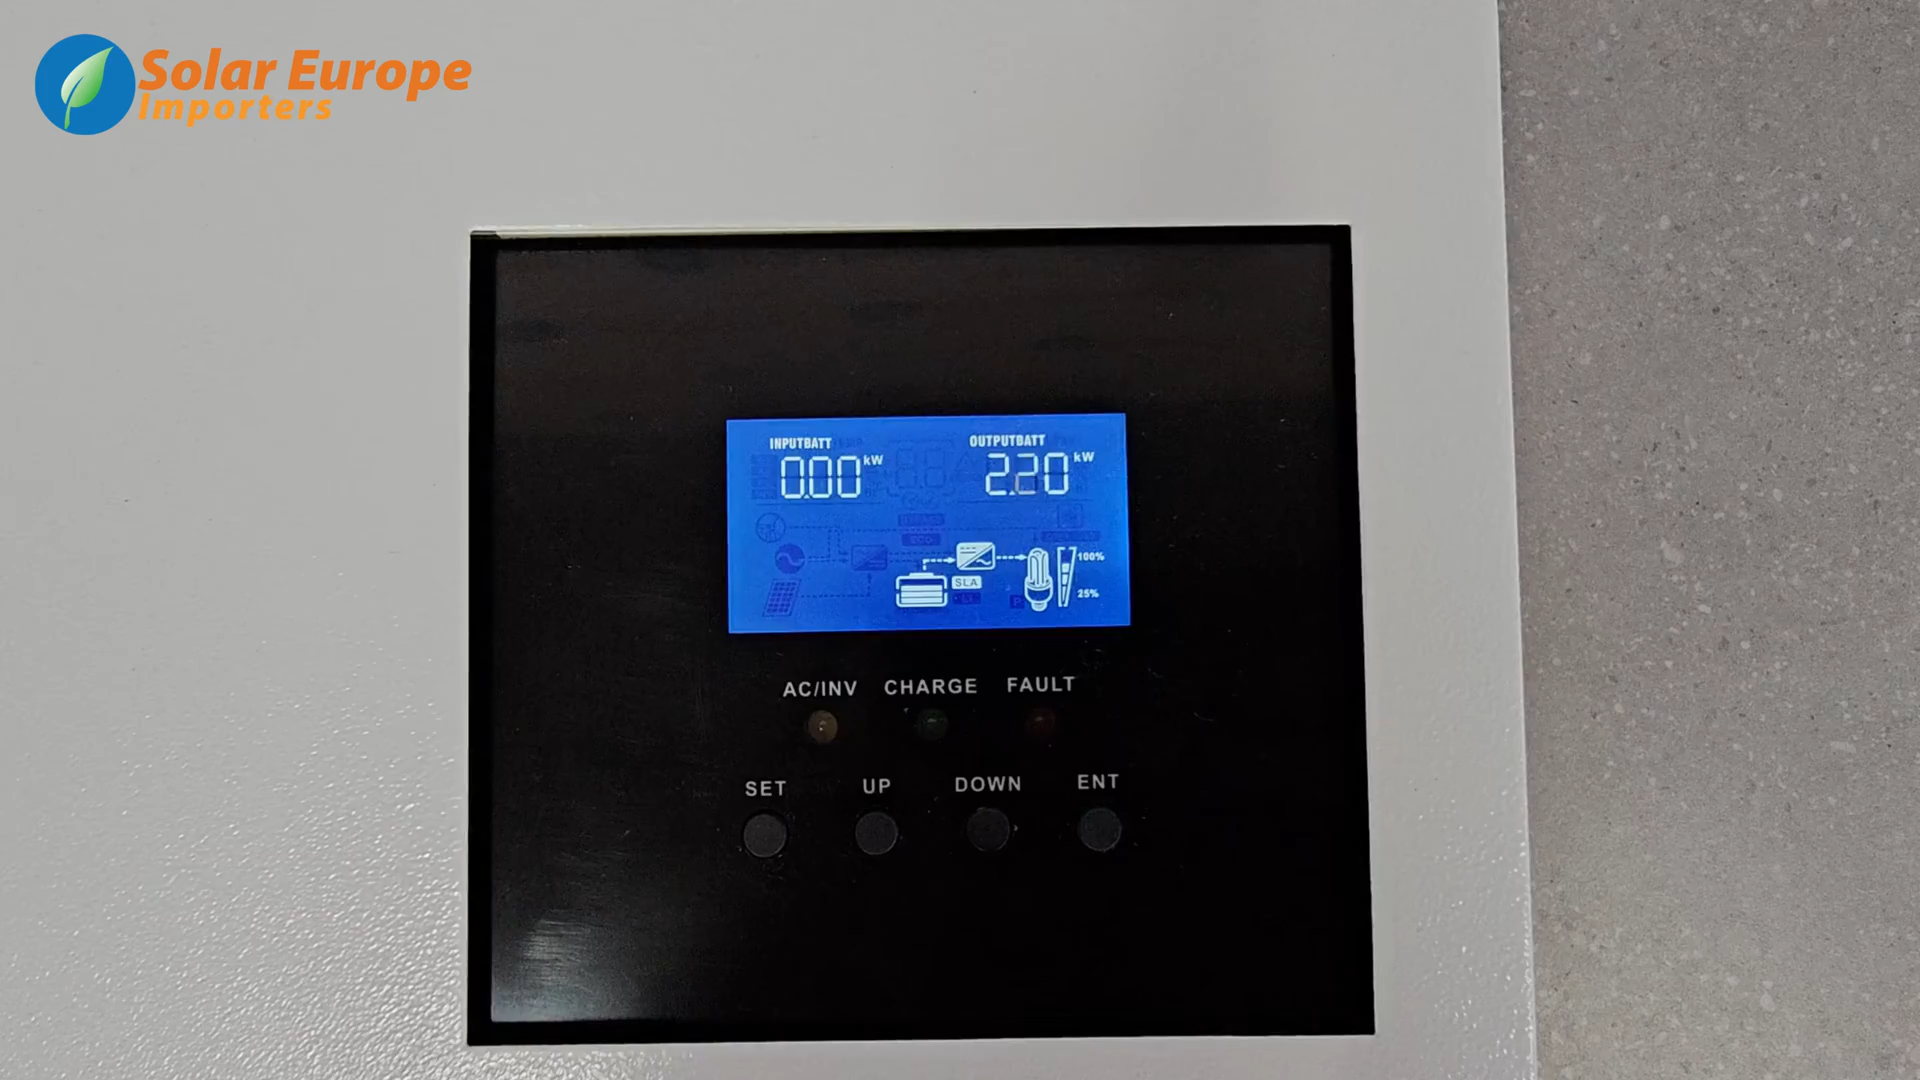 Solar Europe
Importers
INPUTBATT OUTPUTBATT
0.00 kW 2.20 kW
100%
SLA
25%
AC/INV CHARGE FAULT
SET UP DOWN ENT